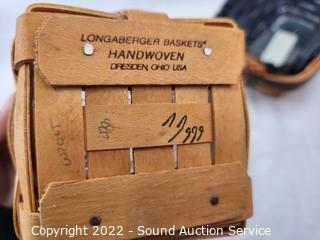 LONGABERGER BASKETS®
HANDWOVEN
DRESDEN, OHIO USA
1999
Copyright 2022 - Sound Auction Service